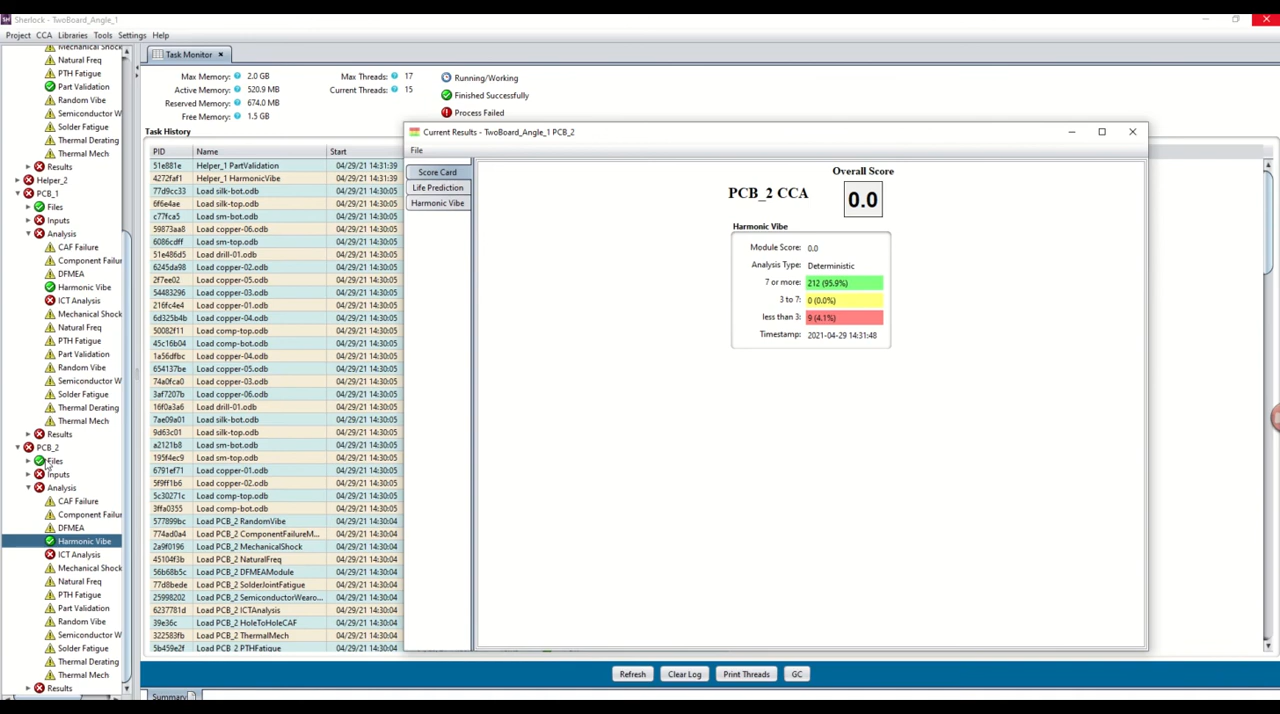 Sherlock - TwoBoard_Angle_1
Project CCA Libraries Tools Settings Help
Mechanical Shock
Natural Freq
PTH Fatigue
Part Validation
Random Vibe
Semiconductor W
Solder Fatigue
Thermal Derating
Thermal Mech
Results
Helper_2
PCB_1
Files
Inputs
Analysis
CAF Failure
Component Failur
DFMEA
Harmonic Vibe
ICT Analysis
Mechanical Shock
Natural Freq
PTH Fatigue
Part Validation
Random Vibe
Semiconductor W
Solder Fatigue
Thermal Derating
Thermal Mech
Results
PCB_2
Files
Inputs
Analysis
CAF Failure
Component Failur
DFMEA
Harmonic Vibe
ICT Analysis
Mechanical Shock
Natural Freq
PTH Fatigue
Part Validation
Random Vibe
Semiconductor W
Solder Fatigue
Thermal Derating
Thermal Mech
Results
Task Monitor
Max Memory: 2.0 GB Max Threads: 17 Running/Working
Active Memory: 520.9 MB Current Threads: 15 Finished Successfully
Reserved Memory: 674.0 MB
Free Memory: 1.5 GB Process Failed
Task History
PID Name Start
51e881e Helper_1 PartValidation 04/29/21 14:31:39
4272faf1 Helper_1 HarmonicVibe 04/29/21 14:31:39
77d9cc33 Load silk-bot.odb 04/29/21 14:30:05
6f6e4ae Load silk-top.odb 04/29/21 14:30:05
c77fca5 Load sm-bot.odb 04/29/21 14:30:05
59873aa8 Load copper-06.odb 04/29/21 14:30:05
6086cdff Load sm-top.odb 04/29/21 14:30:05
51e486d5 Load drill-01.odb 04/29/21 14:30:05
6245da98 Load copper-02.odb 04/29/21 14:30:05
2f7ee02 Load copper-05.odb 04/29/21 14:30:05
54483296 Load copper-03.odb 04/29/21 14:30:05
216fc4e4 Load copper-01.odb 04/29/21 14:30:05
6d325b4b Load copper-04.odb 04/29/21 14:30:05
50082f11 Load comp-top.odb 04/29/21 14:30:05
45c16b04 Load comp-bot.odb 04/29/21 14:30:05
1a56dfbc Load copper-04.odb 04/29/21 14:30:05
654137be Load copper-05.odb 04/29/21 14:30:05
74a0fca0 Load copper-03.odb 04/29/21 14:30:05
3af7207b Load copper-06.odb 04/29/21 14:30:05
16f0a3a6 Load drill-01.odb 04/29/21 14:30:05
7ae09a01 Load silk-bot.odb 04/29/21 14:30:05
9d63c01 Load silk-top.odb 04/29/21 14:30:05
a2121b8 Load sm-bot.odb 04/29/21 14:30:05
195f4ec9 Load sm-top.odb 04/29/21 14:30:05
6791ef71 Load copper-01.odb 04/29/21 14:30:05
5f9ff1b6 Load copper-02.odb 04/29/21 14:30:05
5c30271c Load comp-top.odb 04/29/21 14:30:05
3ffa0355 Load comp-bot.odb 04/29/21 14:30:05
577899bc Load PCB_2 RandomVibe 04/29/21 14:30:04
774ad0a4 Load PCB_2 ComponentFailureM... 04/29/21 14:30:04
2a9f0196 Load PCB_2 MechanicalShock 04/29/21 14:30:04
45104f3b Load PCB_2 NaturalFreq 04/29/21 14:30:04
56b68b5c Load PCB_2 DFMEAModule 04/29/21 14:30:04
77d8bede Load PCB_2 SolderJointFatigue 04/29/21 14:30:04
25998202 Load PCB_2 SemiconductorWearo... 04/29/21 14:30:04
6237781d Load PCB_2 ICTAnalysis 04/29/21 14:30:04
39e36c Load PCB_2 HoleToHoleCAF 04/29/21 14:30:04
322583fb Load PCB_2 ThermalMech 04/29/21 14:30:04
5b459e2f Load PCB_2 PTHFatigue 04/29/21 14:30:04
Current Results - TwoBoard_Angle_1 PCB_2
File
Score Card
Life Prediction
Harmonic Vibe
Overall Score
PCB_2 CCA 0.0
Harmonic Vibe
Module Score: 0.0
Analysis Type: Deterministic
7 or more: 212 (95.9%)
3 to 7: 0 (0.0%)
less than 3: 9 (4.1%)
Timestamp: 2021-04-29 14:31:48
Refresh Clear Log Print Threads GC
Summary